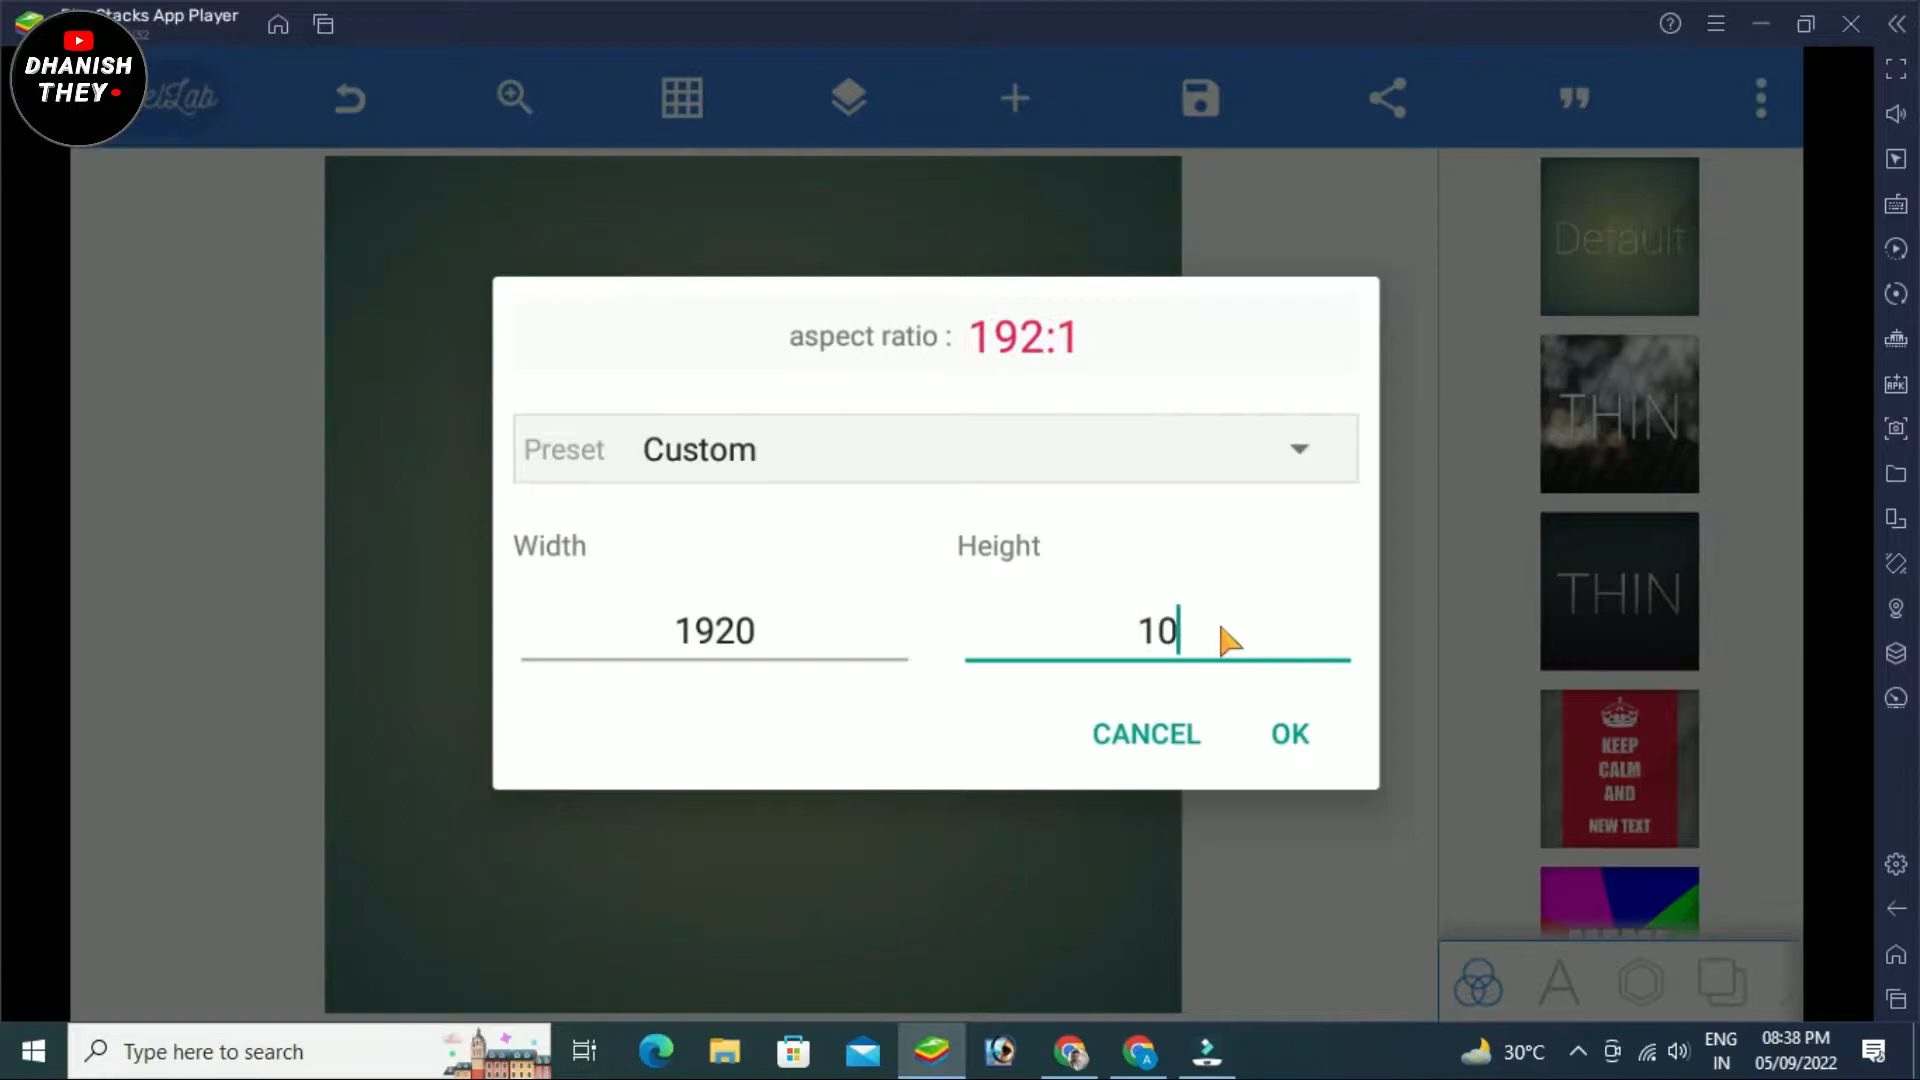 Stacks App Player
DHANISH
THEY
elLab
aspect ratio : 192:1
Preset Custom
Width Height
1920 10
CANCEL OK
Default
THIN
THIN
KEEP
CALM
AND
NEW TEXT
Type here to search
30°C
ENG
IN
08:38 PM
05/09/2022